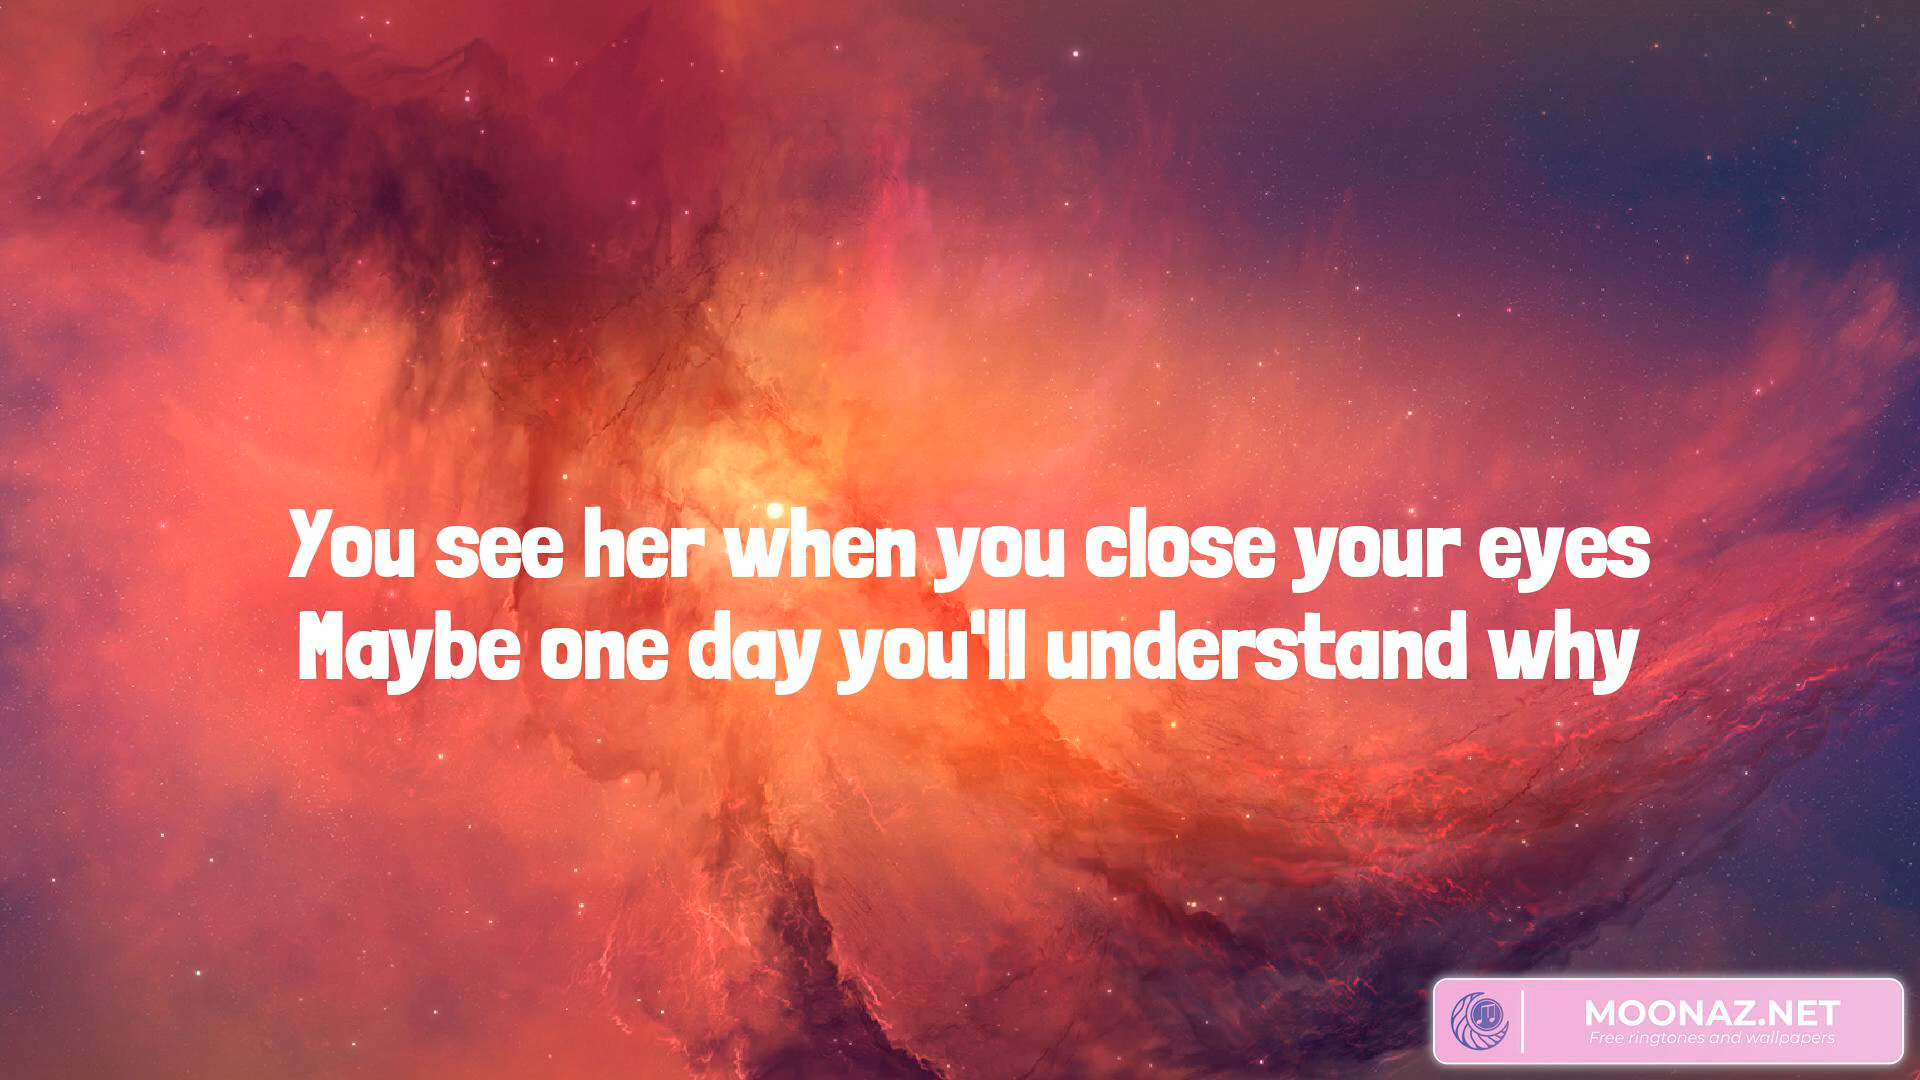 You see her when you close your eyes
Maybe one day you'll understand why
MOONAZ.NET
Free ringtones and wallpapers